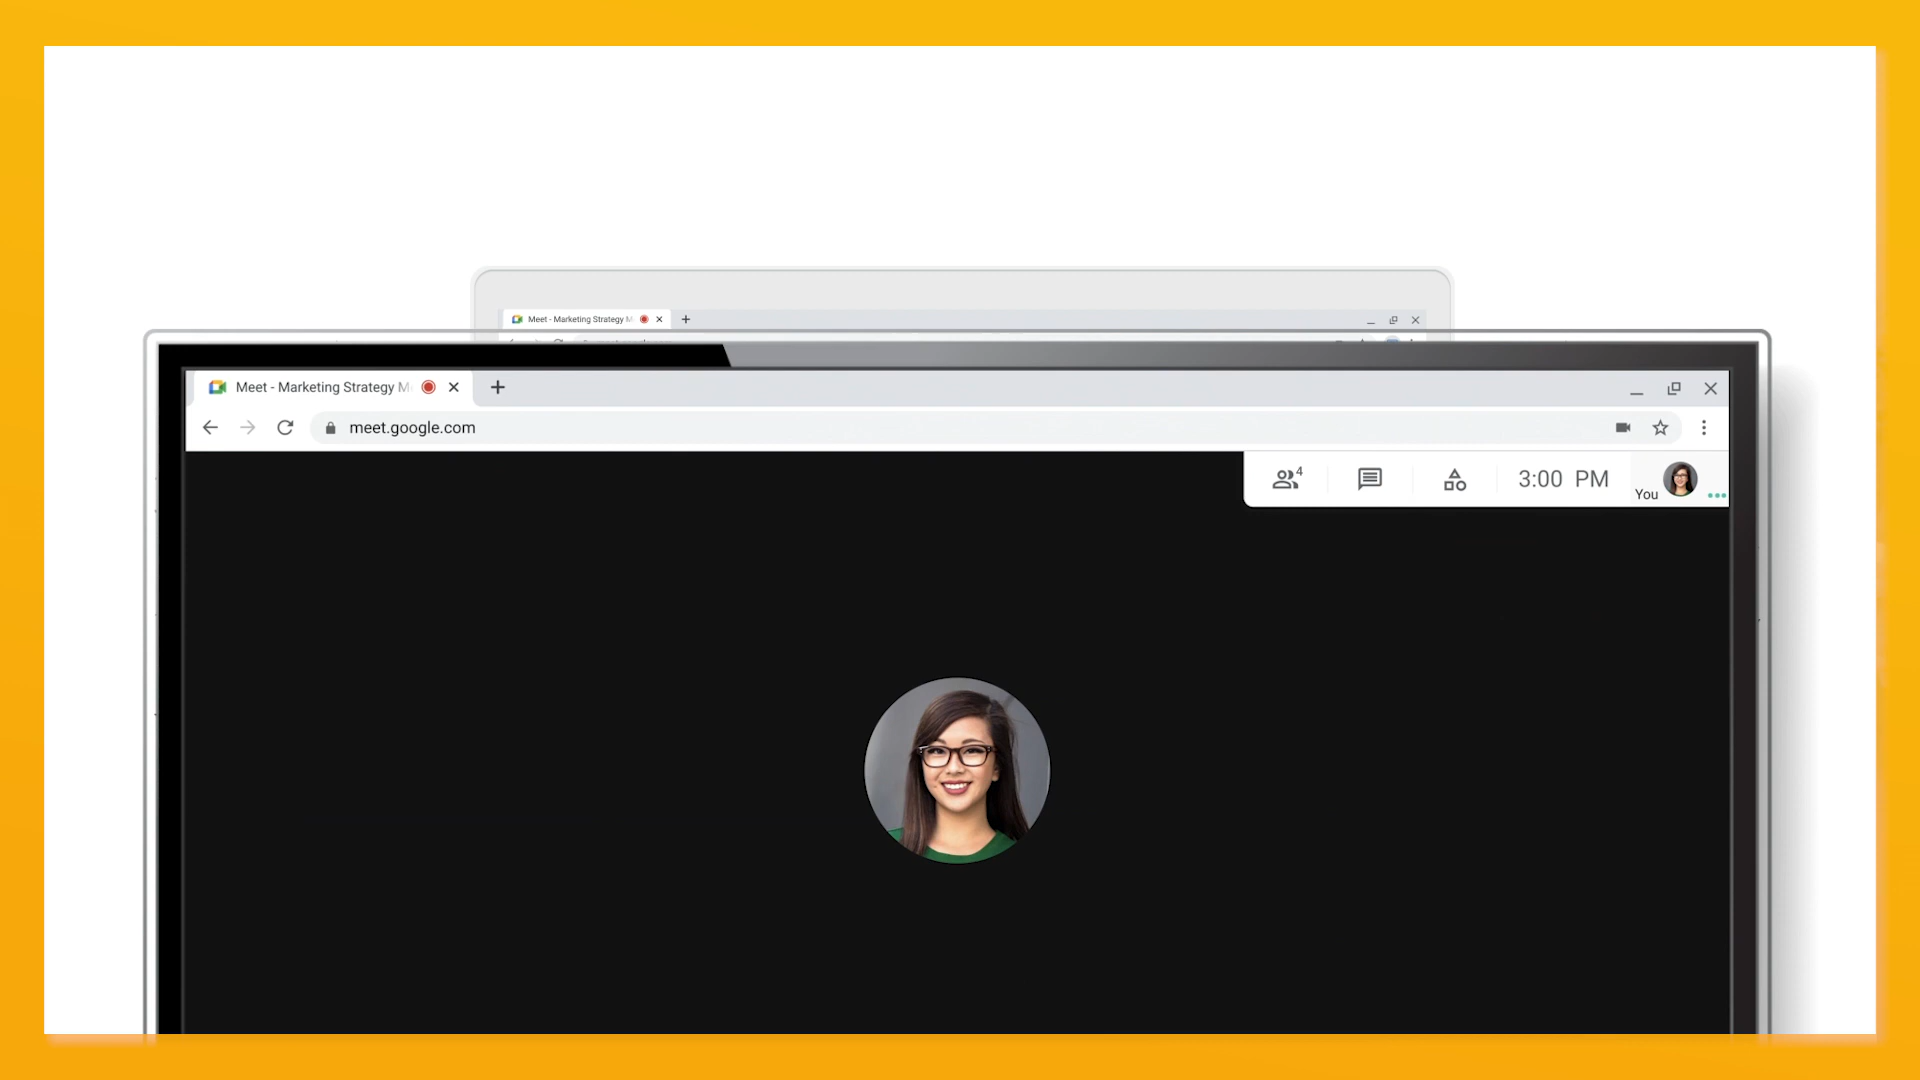 Meet - Marketing Strategy M
Meet - Marketing Strategy M
meet.google.com
4
3:00 PM
You